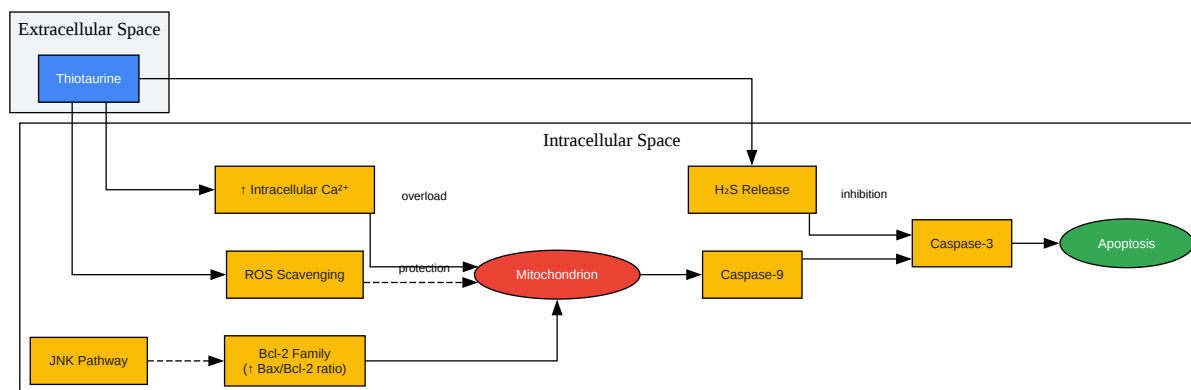 Extracellular Space
Thiotaurine
Intracellular Space
↑ Intracellular Ca²⁺
overload
H₂S Release
inhibition
Caspase-3
Apoptosis
ROS Scavenging
protection
Mitochondrion
Caspase-9
JNK Pathway
Bcl-2 Family
(↑ Bax/Bcl-2 ratio)